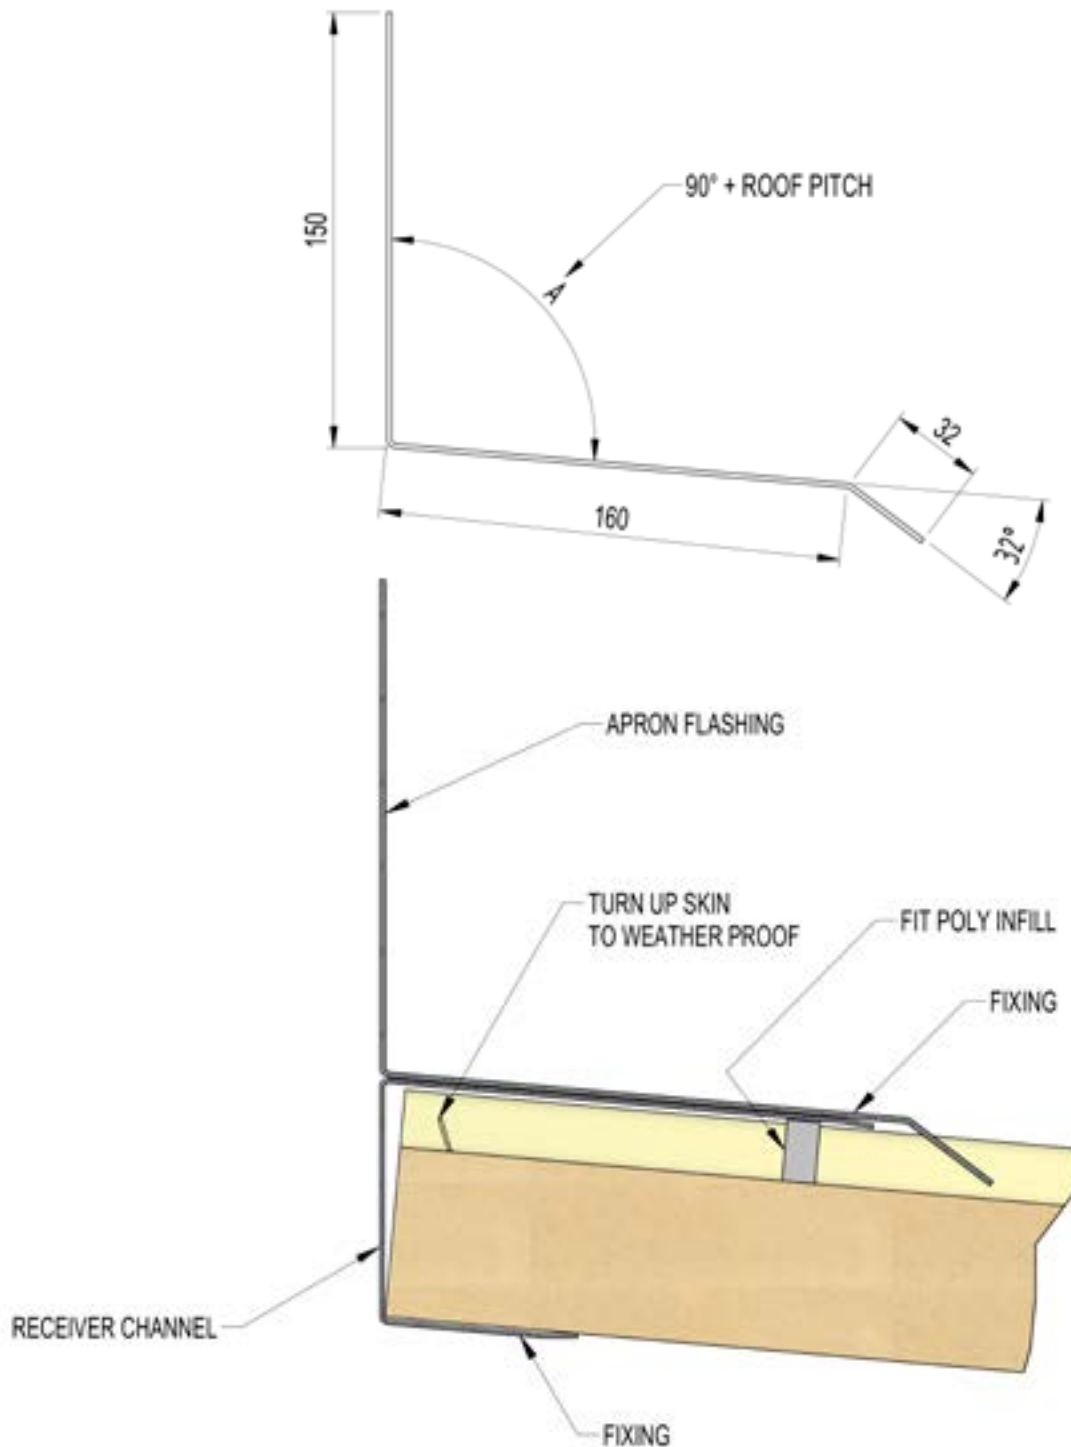 90° + ROOF PITCH
150
A
32
160
32°
APRON FLASHING
TURN UP SKIN
TO WEATHER PROOF
FIT POLY INFILL
FIXING
RECEIVER CHANNEL
FIXING